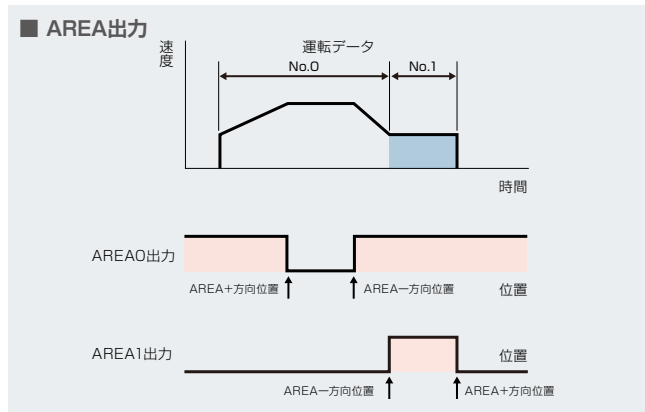 ■ AREA出力
速度
運転データ
No.0
No.1
時間
AREA0出力
AREA+方向位置
AREA−方向位置
位置
AREA1出力
位置
AREA−方向位置
AREA+方向位置